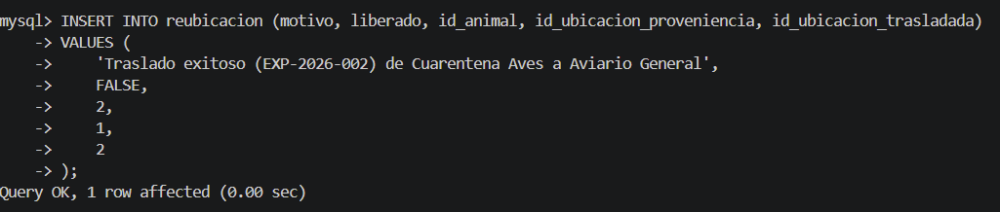 mysql> INSERT INTO reubicacion (motivo, liberado, id_animal, id_ubicacion_proveniencia, id_ubicacion_trasladada)
    -> VALUES (
    ->     'Traslado exitoso (EXP-2026-002) de Cuarentena Aves a Aviario General',
    ->     FALSE,
    ->     2,
    ->     1,
    ->     2
    -> );
Query OK, 1 row affected (0.00 sec)